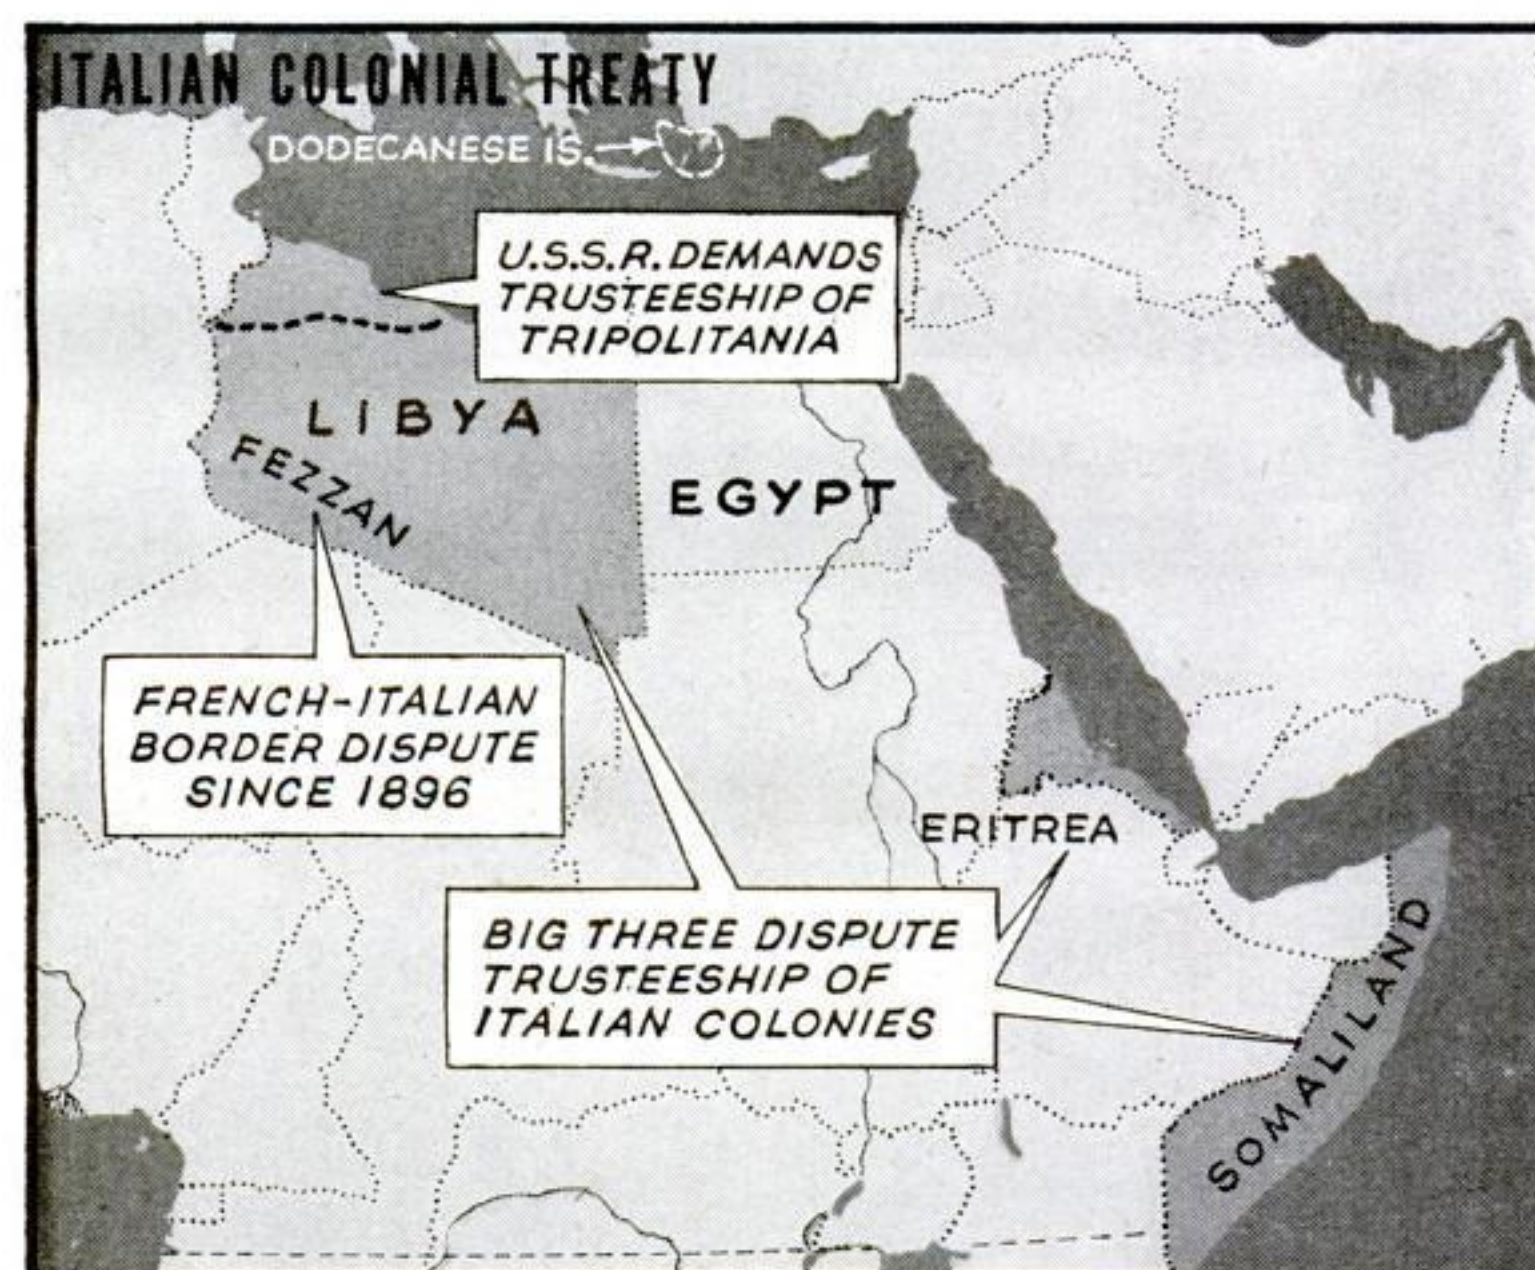 ITALIAN COLONIAL TREATY
DODECANESE IS.
U.S.S.R. DEMANDS
TRUSTEESHIP OF
TRIPOLITANIA
LIBYA
FEZZAN
EGYPT
FRENCH-ITALIAN
BORDER DISPUTE
SINCE 1896
ERITREA
BIG THREE DISPUTE
TRUSTEESHIP OF
ITALIAN COLONIES
SOMALILAND